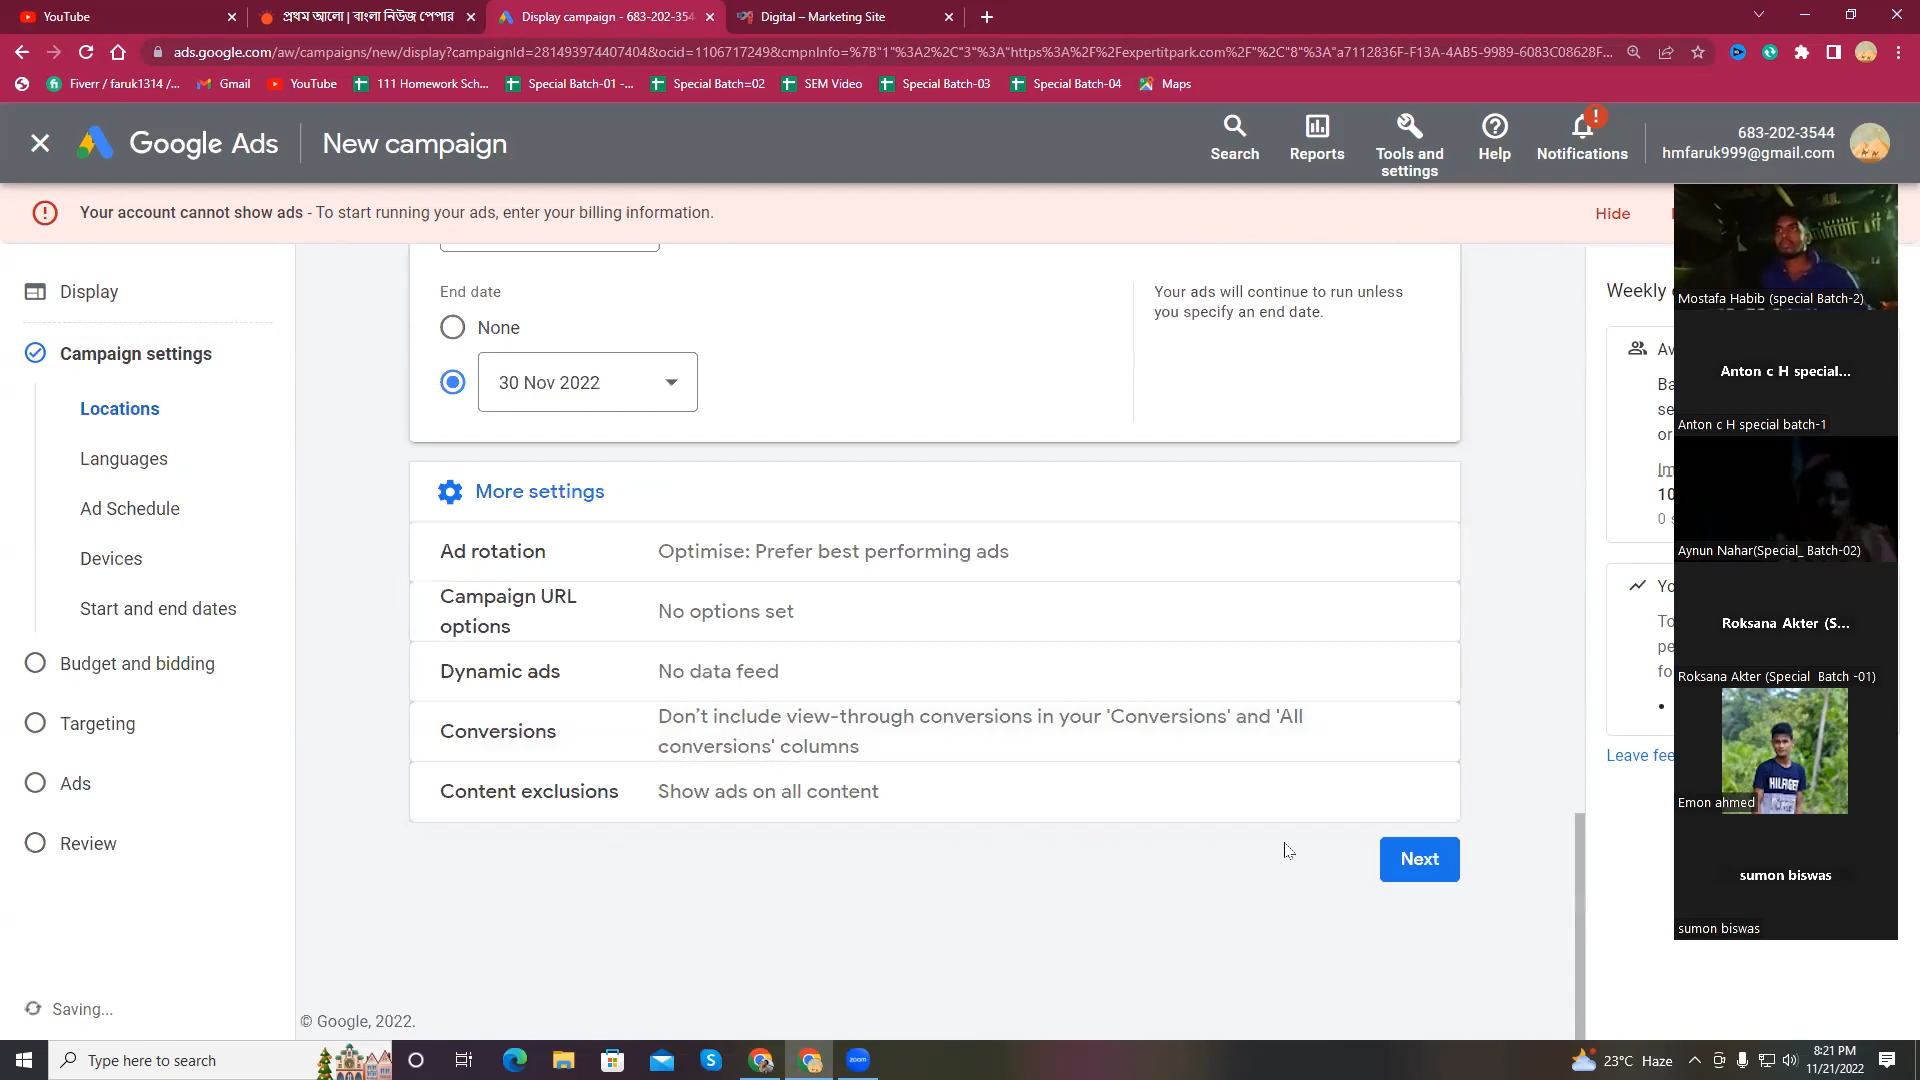 YouTube
প্রথম আলো | বাংলা নিউজ পেপার
Display campaign - 683-202-354
Digital – Marketing Site
ads.google.com/aw/campaigns/new/display?campaignId=281493974407404&ocid=1106717249&cmpnInfo=%7B"1"%3A2%2C"3"%3A"https%3A%2F%2Fexpertitpark.com%2F"%2C"8"%3A"a7112836F-F13A-4AB5-9989-6083C08628F...
Fiverr / faruk1314 /...
Gmail
YouTube
111 Homework Sch...
Special Batch-01 -...
Special Batch=02
SEM Video
Special Batch-03
Special Batch-04
Maps
Google Ads
New campaign
Search
Reports
Tools and
settings
Help
Notifications
683-202-3544
hmfaruk999@gmail.com
Your account cannot show ads - To start running your ads, enter your billing information.
Hide
Display
Campaign settings
Locations
Languages
Ad Schedule
Devices
Start and end dates
Budget and bidding
Targeting
Ads
Review
Saving...
End date
None
30 Nov 2022
Your ads will continue to run unless
you specify an end date.
More settings
Ad rotation
Optimise: Prefer best performing ads
Campaign URL
options
No options set
Dynamic ads
No data feed
Conversions
Don’t include view-through conversions in your 'Conversions' and 'All
conversions' columns
Content exclusions
Show ads on all content
Next
© Google, 2022.
Weekly
Leave fee
Mostafa Habib (special Batch-2)
Anton c H special...
Anton c H special batch-1
Aynun Nahar(Special_ Batch-02)
Roksana Akter (S...
Roksana Akter (Special Batch -01)
Emon ahmed
sumon biswas
sumon biswas
Type here to search
zoom
23°C Haze
8:21 PM
11/21/2022